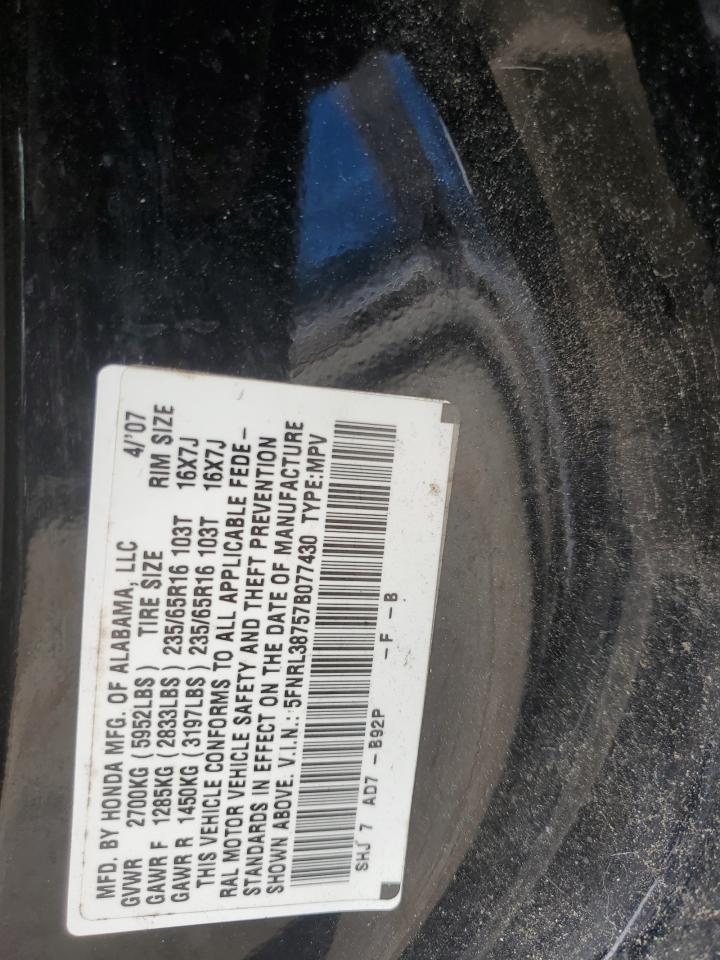 MFD. BY HONDA MFG. OF ALABAMA, LLC 4/'07
GVWR 2700KG (5952LBS) TIRE SIZE RIM SIZE
GAWR F 1285KG (2833LBS) 235/65R16 103T 16X7J
GAWR R 1450KG (3197LBS) 235/65R16 103T 16X7J
THIS VEHICLE CONFORMS TO ALL APPLICABLE FEDE-
RAL MOTOR VEHICLE SAFETY AND THEFT PREVENTION
STANDARDS IN EFFECT ON THE DATE OF MANUFACTURE
SHOWN ABOVE. V.I.N.: 5FNRL38757B077430 TYPE:MPV
SHJ 7 AD7 -B92P -F -B